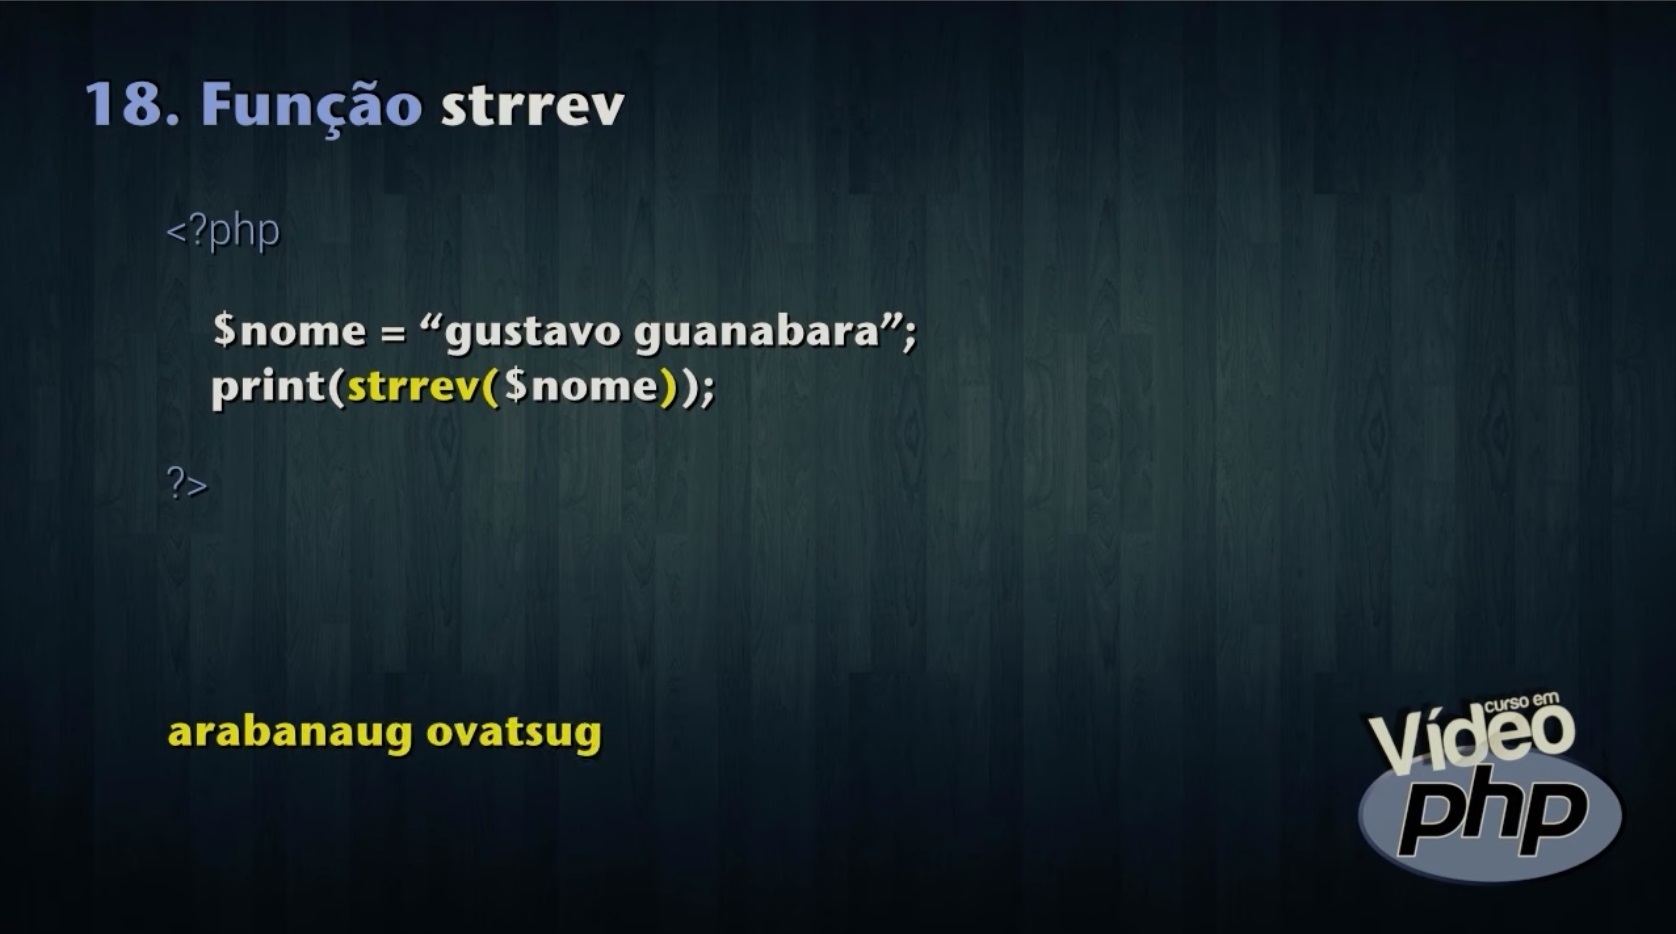 18. Função strrev
<?php
$nome = “gustavo guanabara”;
print(strrev($nome));
?>
arabanaug ovatsug
curso em
Vídeo
php